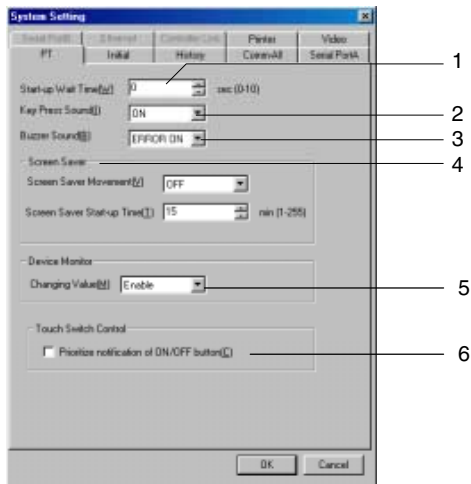 System Setting
Serial PortB Ethernet Controller Link Printer Video
PT Initial History Comm-All Serial PortA
Start-up Wait Time[W] 0 sec (0-10)
Key Press Sound[I] ON
Buzzer Sound[B] ERROR ON
Screen Saver
Screen Saver Movement[V] OFF
Screen Saver Start-up Time[T] 15 min (1-255)
Device Monitor
Changing Value[M] Enable
Touch Switch Control
Prioritize notification of ON/OFF button[C]
OK Cancel
1
2
3
4
5
6